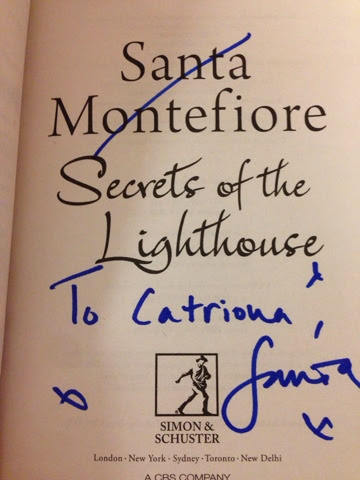 Santa
Montefiore
Secrets of the
Lighthouse
To Catriona,
Santa
x
SIMON &
SCHUSTER
London · New York · Sydney · Toronto · New Delhi
A CBS COMPANY